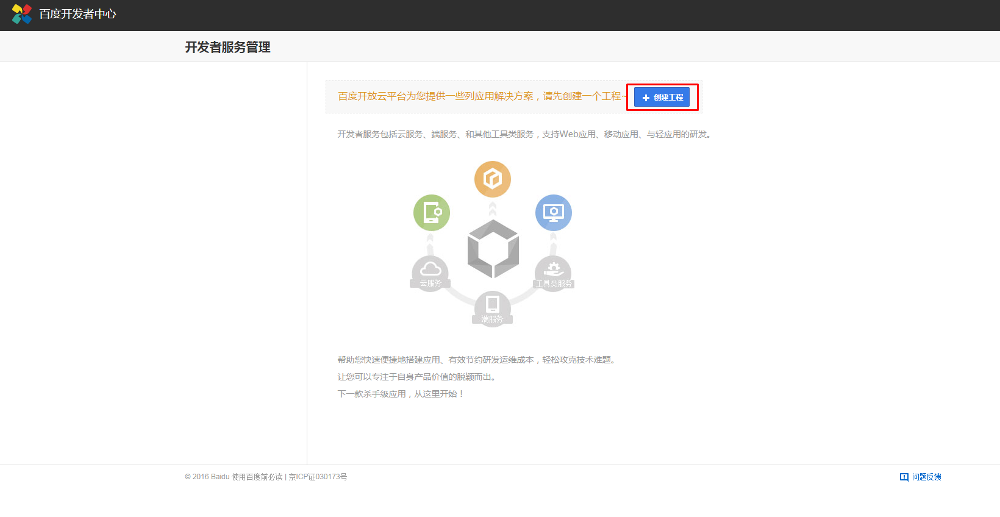 百度开发者中心
开发者服务管理
百度开放云平台为您提供一些列应用解决方案，请先创建一个工程~
创建工程
开发者服务包括云服务、端服务、和其他工具类服务，支持Web应用、移动应用、与轻应用的研发。
云服务
工具类服务
端服务
帮助您快速便捷地搭建应用、有效节约研发运维成本，轻松攻克技术难题。
让您可以专注于自身产品价值的脱颖而出。
下一款杀手级应用，从这里开始！
© 2016 Baidu 使用百度前必读 | 京ICP证030173号
问题反馈